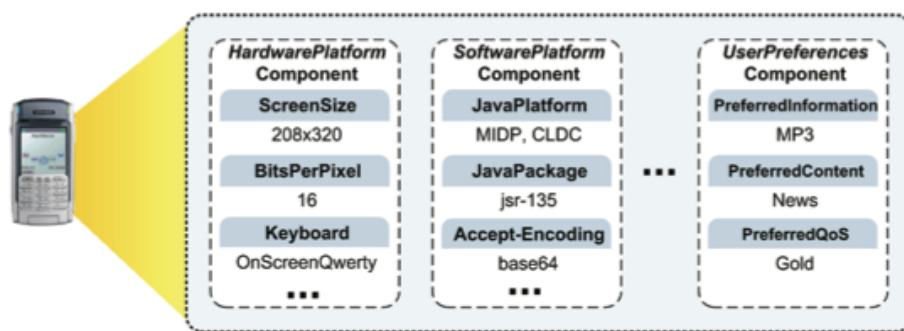 HardwarePlatform
Component
ScreenSize
208x320
BitsPerPixel
16
Keyboard
OnScreenQwerty
...
SoftwarePlatform
Component
JavaPlatform
MIDP, CLDC
JavaPackage
jsr-135
Accept-Encoding
base64
...
...
UserPreferences
Component
PreferredInformation
MP3
PreferredContent
News
PreferredQoS
Gold